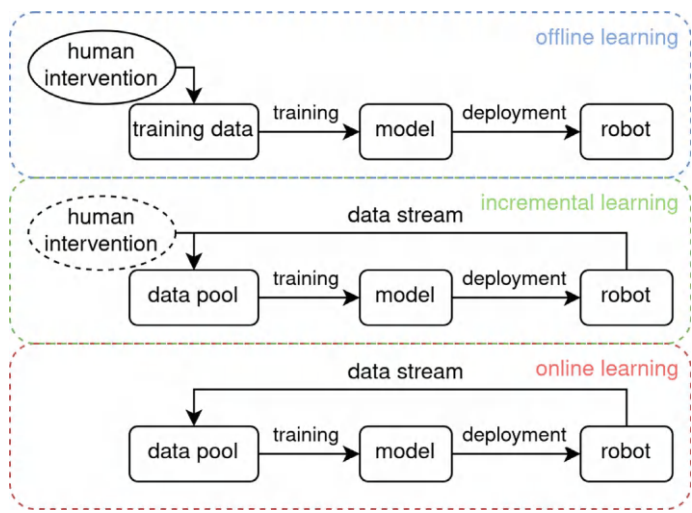 offline learning
human
intervention
training data
training
model
deployment
robot
incremental learning
human
intervention
data stream
data pool
training
model
deployment
robot
online learning
data stream
data pool
training
model
deployment
robot